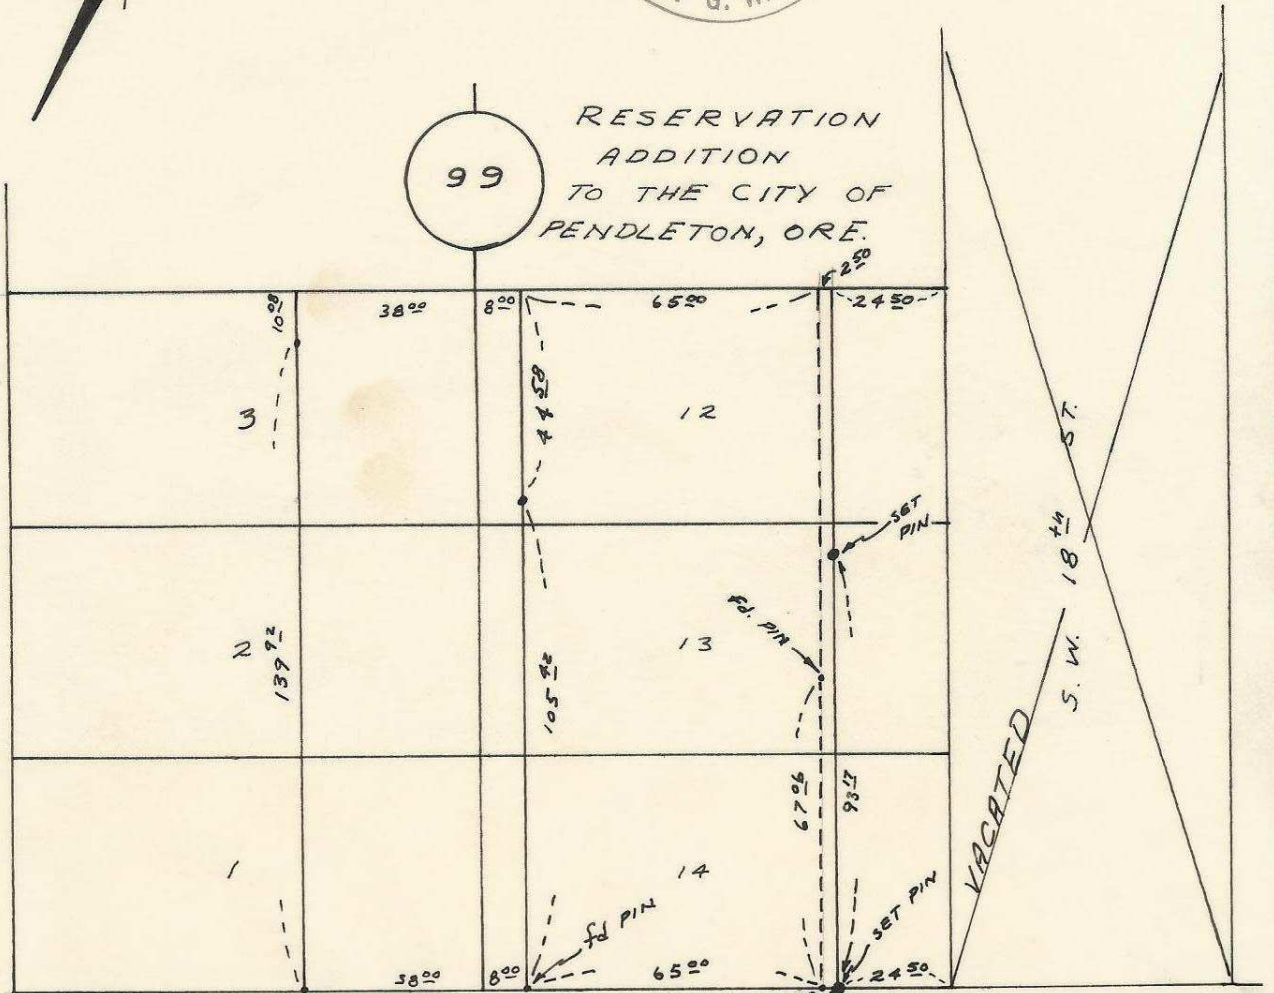 G. W.
99
RESERVATION
ADDITION
TO THE CITY OF
PENDLETON, ORE.
2 50
10 08
38 00
8 00
65 00
24 50
44 58
3
12
SET
PIN
S. W. 18th ST.
fd. PIN
2
139 92
13
105 42
67 06
93 17
VACATED
1
14
fd PIN
SET PIN
38 00
8 00
65 00
24 50